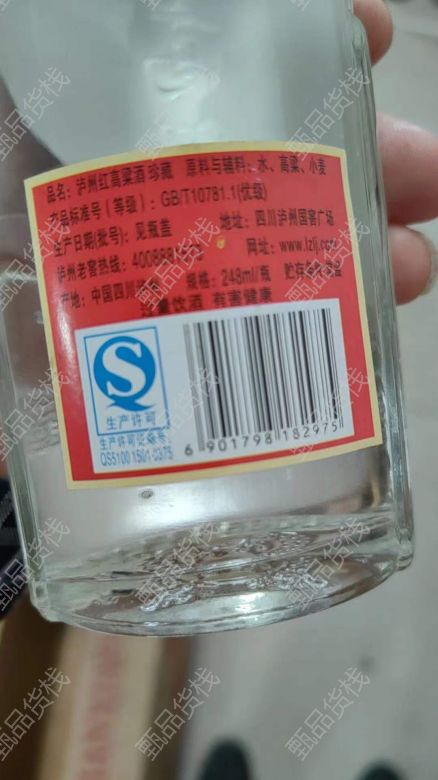 品名：泸州红高粱酒 珍藏 原料与辅料：水、高粱、小麦
产品标准号（等级）：GB/T10781.1(优级)
生产日期(批号)：见瓶盖 地址：四川泸州国窖广场
泸州老窖热线： 网址：www.lzlj.com
产地：中国四川 规格：248ml/瓶 贮存条件：
过量饮酒 有害健康
生产许可
生产许可证编号：
QS5100 1501 0375
6 901798 182975
甄品货栈